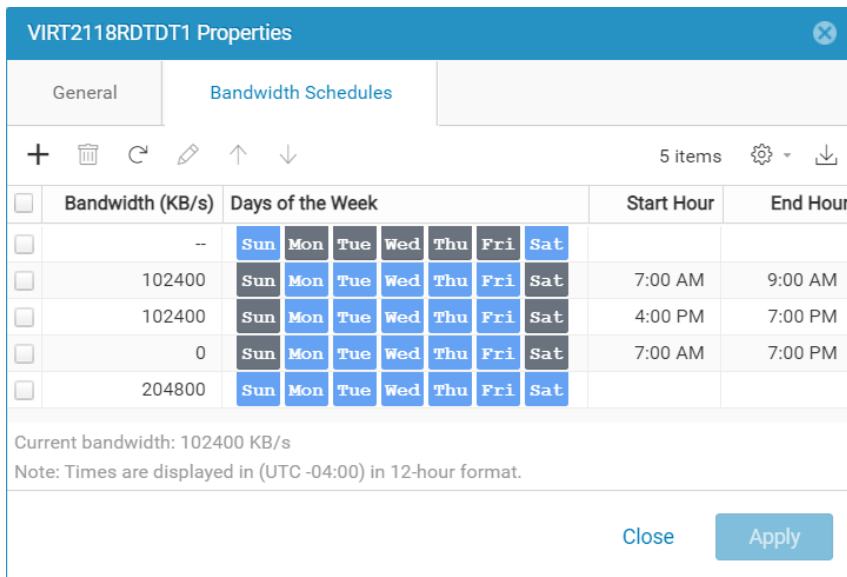 VIRT2118RDTDT1 Properties
General Bandwidth Schedules
5 items
Bandwidth (KB/s) Days of the Week Start Hour End Hour
-- Sun Mon Tue Wed Thu Fri Sat
102400 Sun Mon Tue Wed Thu Fri Sat 7:00 AM 9:00 AM
102400 Sun Mon Tue Wed Thu Fri Sat 4:00 PM 7:00 PM
0 Sun Mon Tue Wed Thu Fri Sat 7:00 AM 7:00 PM
204800 Sun Mon Tue Wed Thu Fri Sat
Current bandwidth: 102400 KB/s
Note: Times are displayed in (UTC -04:00) in 12-hour format.
Close Apply